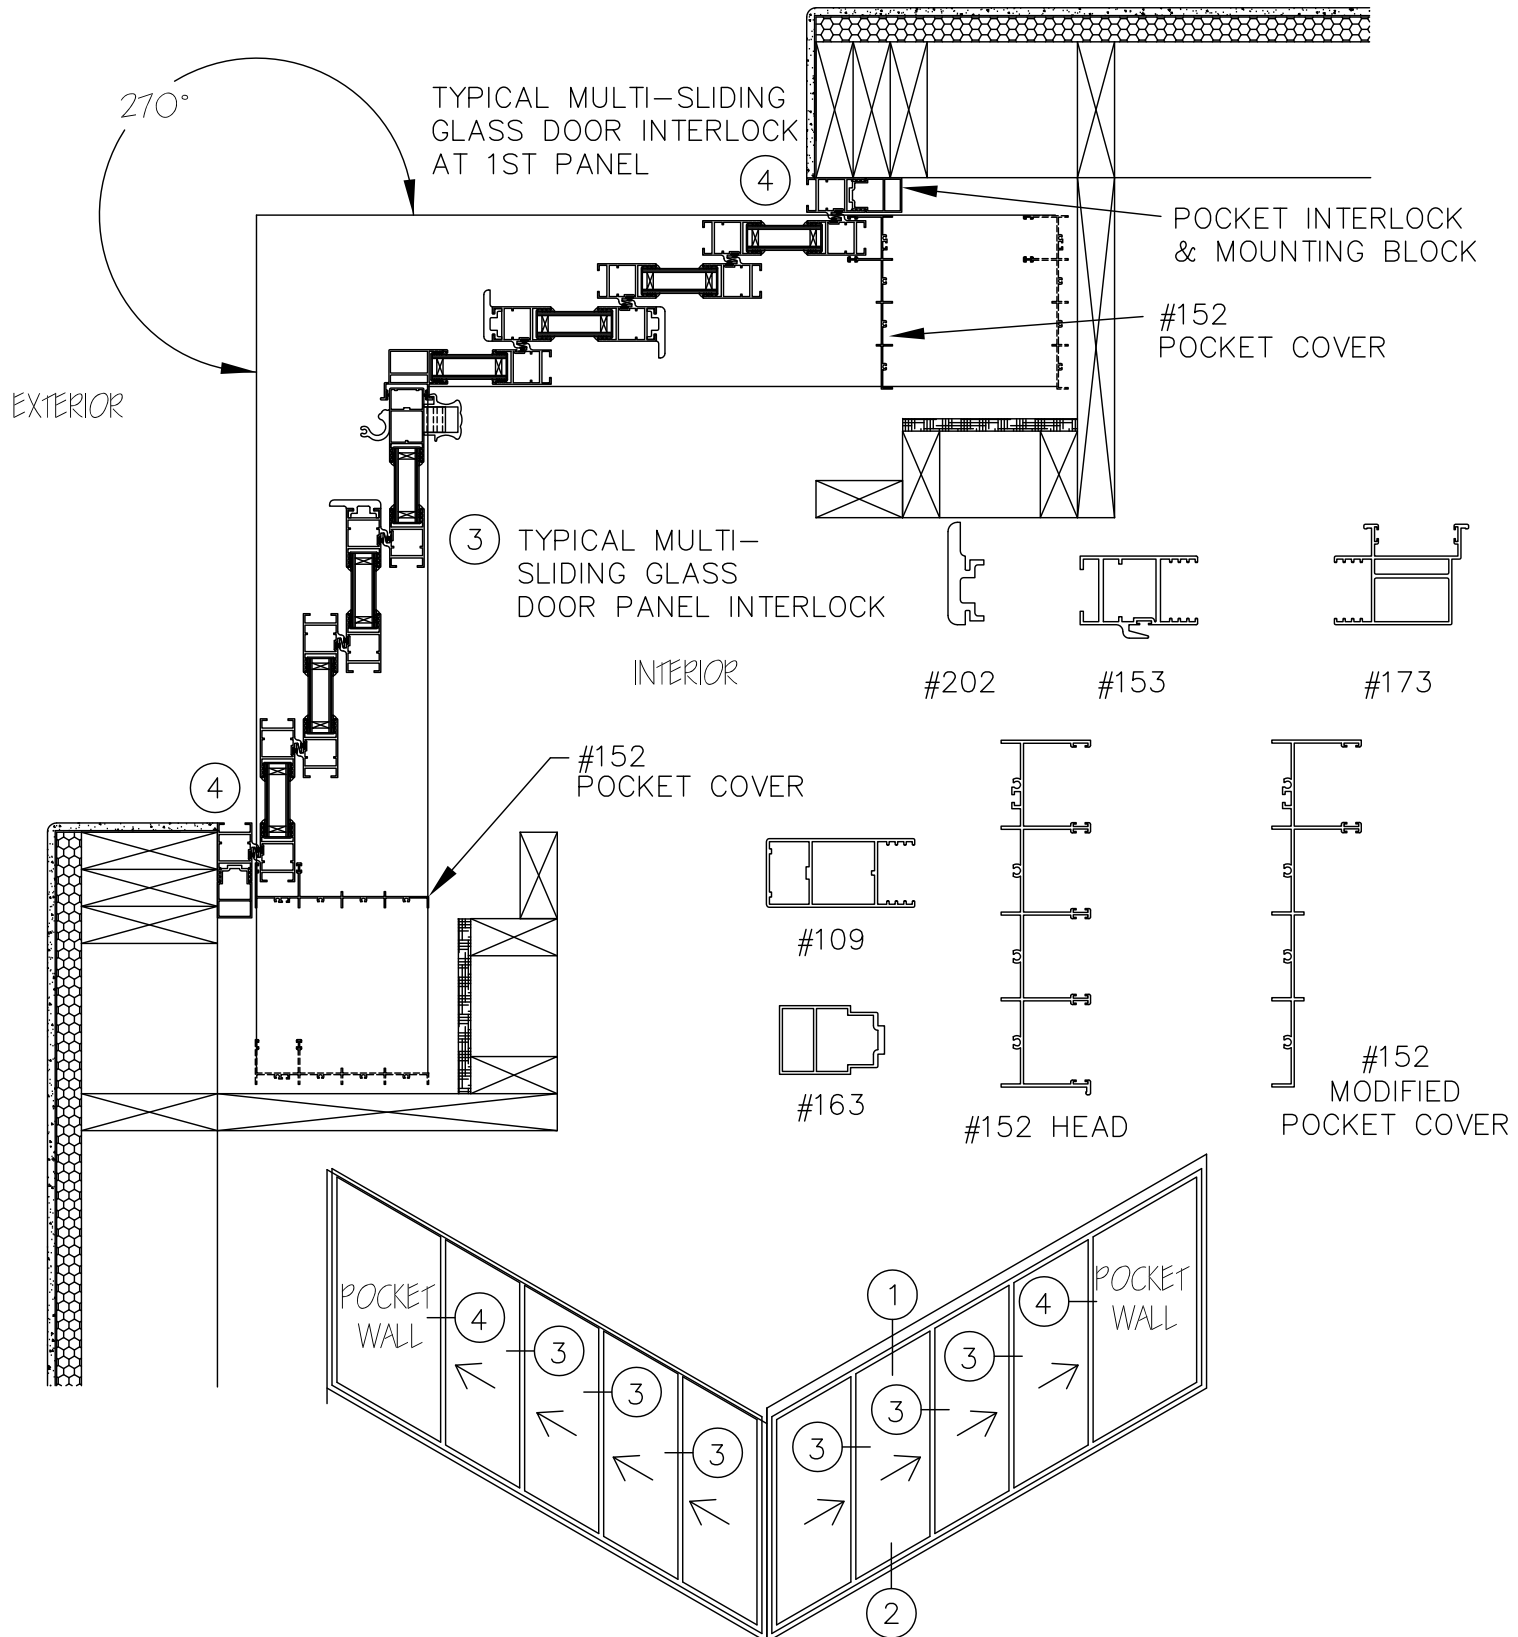 270°
TYPICAL MULTI-SLIDING
GLASS DOOR INTERLOCK
AT 1ST PANEL
4
POCKET INTERLOCK
& MOUNTING BLOCK
#152
POCKET COVER
EXTERIOR
3
TYPICAL MULTI-
SLIDING GLASS
DOOR PANEL INTERLOCK
INTERIOR
#202
#153
#173
#152
POCKET COVER
4
#109
#163
#152 HEAD
#152
MODIFIED
POCKET COVER
POCKET
WALL
4
3
3
3
3
3
1
3
4
POCKET
WALL
2